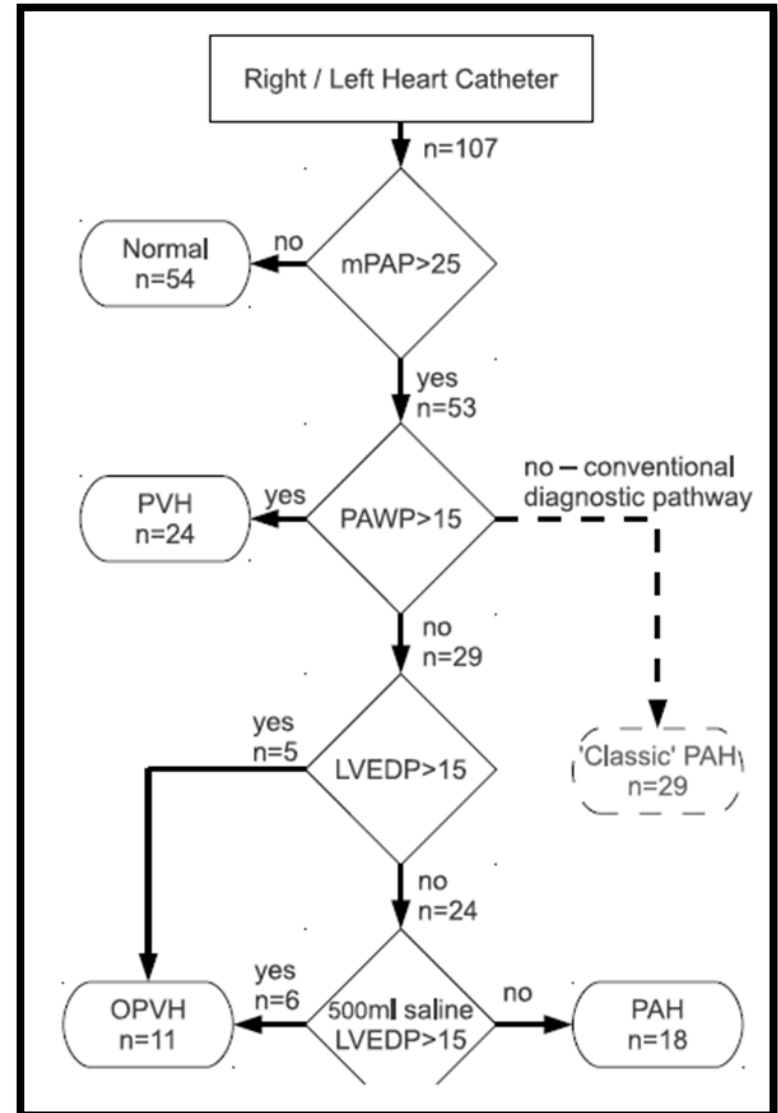 Right / Left Heart Catheter
n=107
mPAP>25
no
Normal
n=54
yes
n=53
PAWP>15
yes
PVH
n=24
no – conventional
diagnostic pathway
'Classic' PAH
n=29
no
n=29
LVEDP>15
yes
n=5
no
n=24
500ml saline
LVEDP>15
yes
n=6
OPVH
n=11
no
PAH
n=18